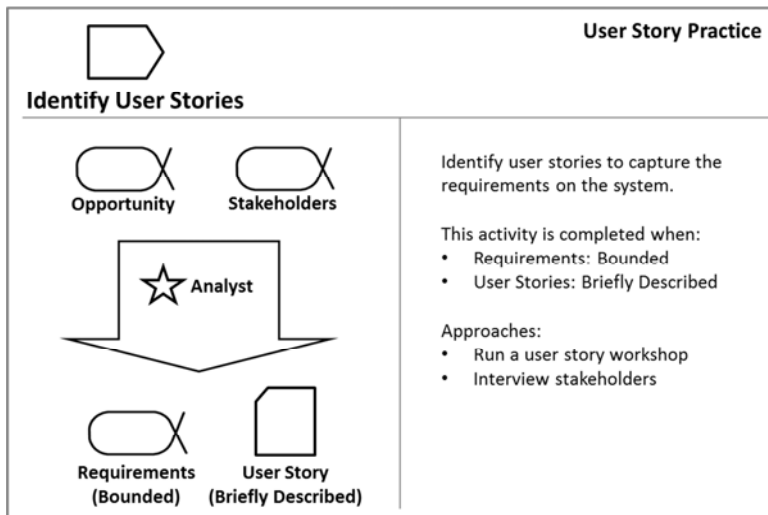 User Story Practice
Identify User Stories
Opportunity
Stakeholders
Analyst
Requirements
(Bounded)
User Story
(Briefly Described)
Identify user stories to capture the
requirements on the system.
This activity is completed when:
• Requirements: Bounded
• User Stories: Briefly Described
Approaches:
• Run a user story workshop
• Interview stakeholders